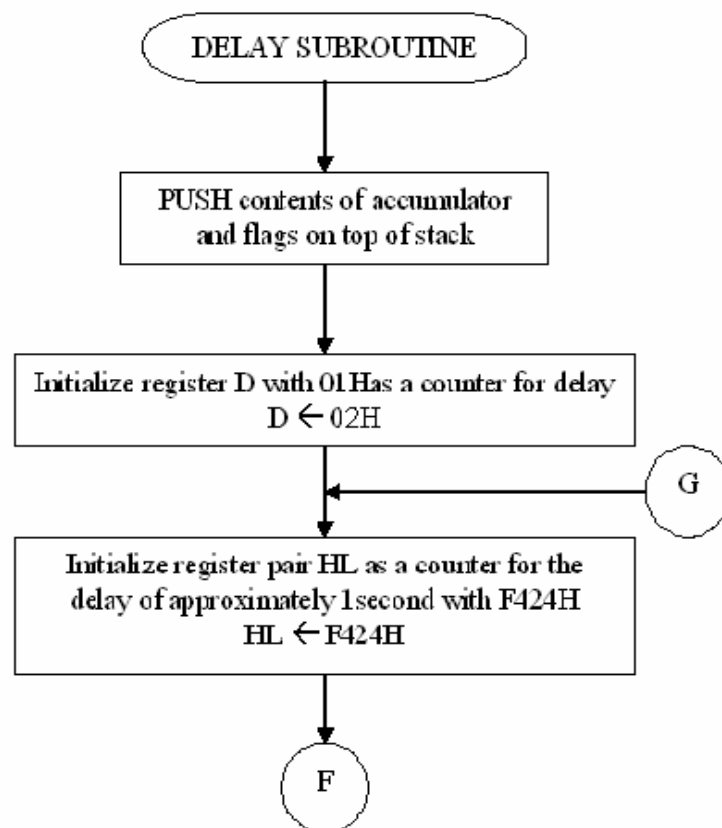 DELAY SUBROUTINE
PUSH contents of accumulator
and flags on top of stack
Initialize register D with 01Has a counter for delay
D ← 02H
G
Initialize register pair HL as a counter for the
delay of approximately 1second with F424H
HL ← F424H
F